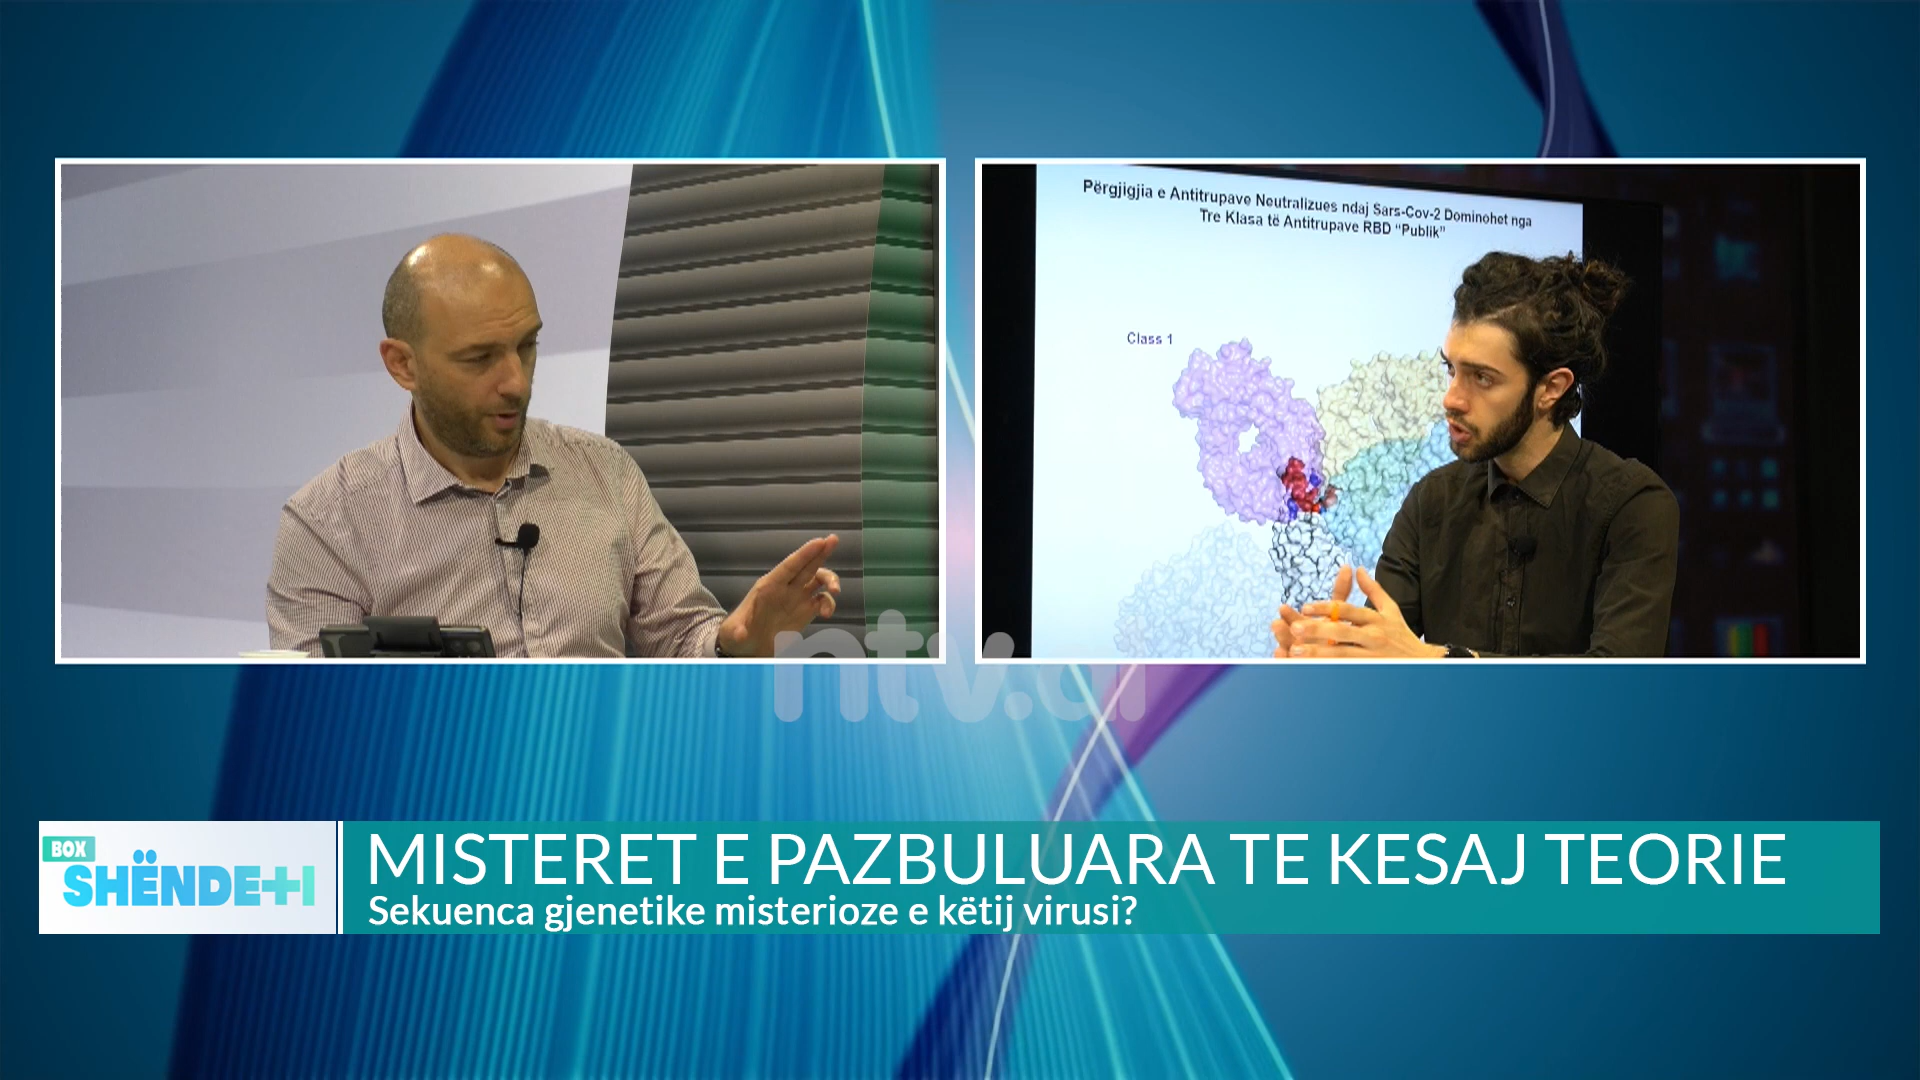 Përgjigjia e Antitrupave Neutralizues ndaj Sars-Cov-2 Dominohet nga
Tre Klasa të Antitrupave RBD “Publik”
Class 1
ntv.al
BOX
SHËNDETI
MISTERET E PAZBULUARA TE KESAJ TEORIE
Sekuenca gjenetike misterioze e këtij virusi?